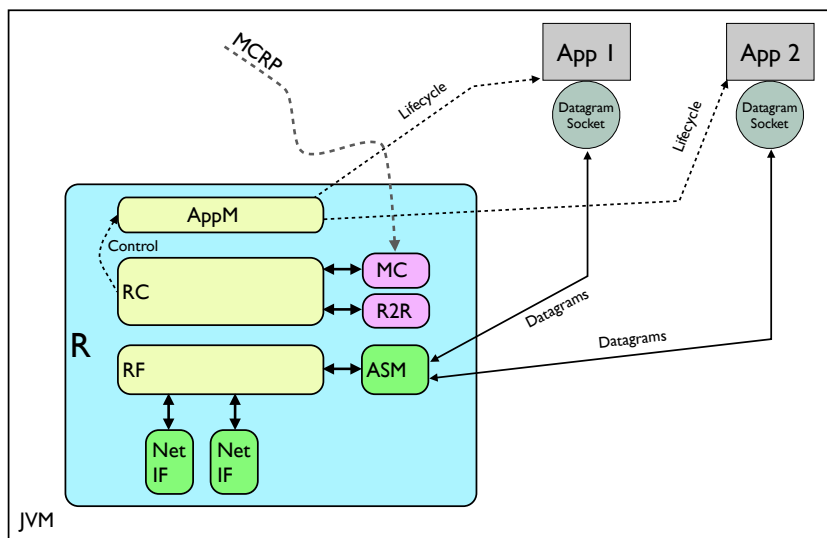 App 1
App 2
MCRP
Lifecycle
Datagram
Socket
Datagram
Socket
Lifecycle
AppM
Control
RC
MC
R2R
R
RF
ASM
Datagrams
Datagrams
Net
IF
Net
IF
JVM